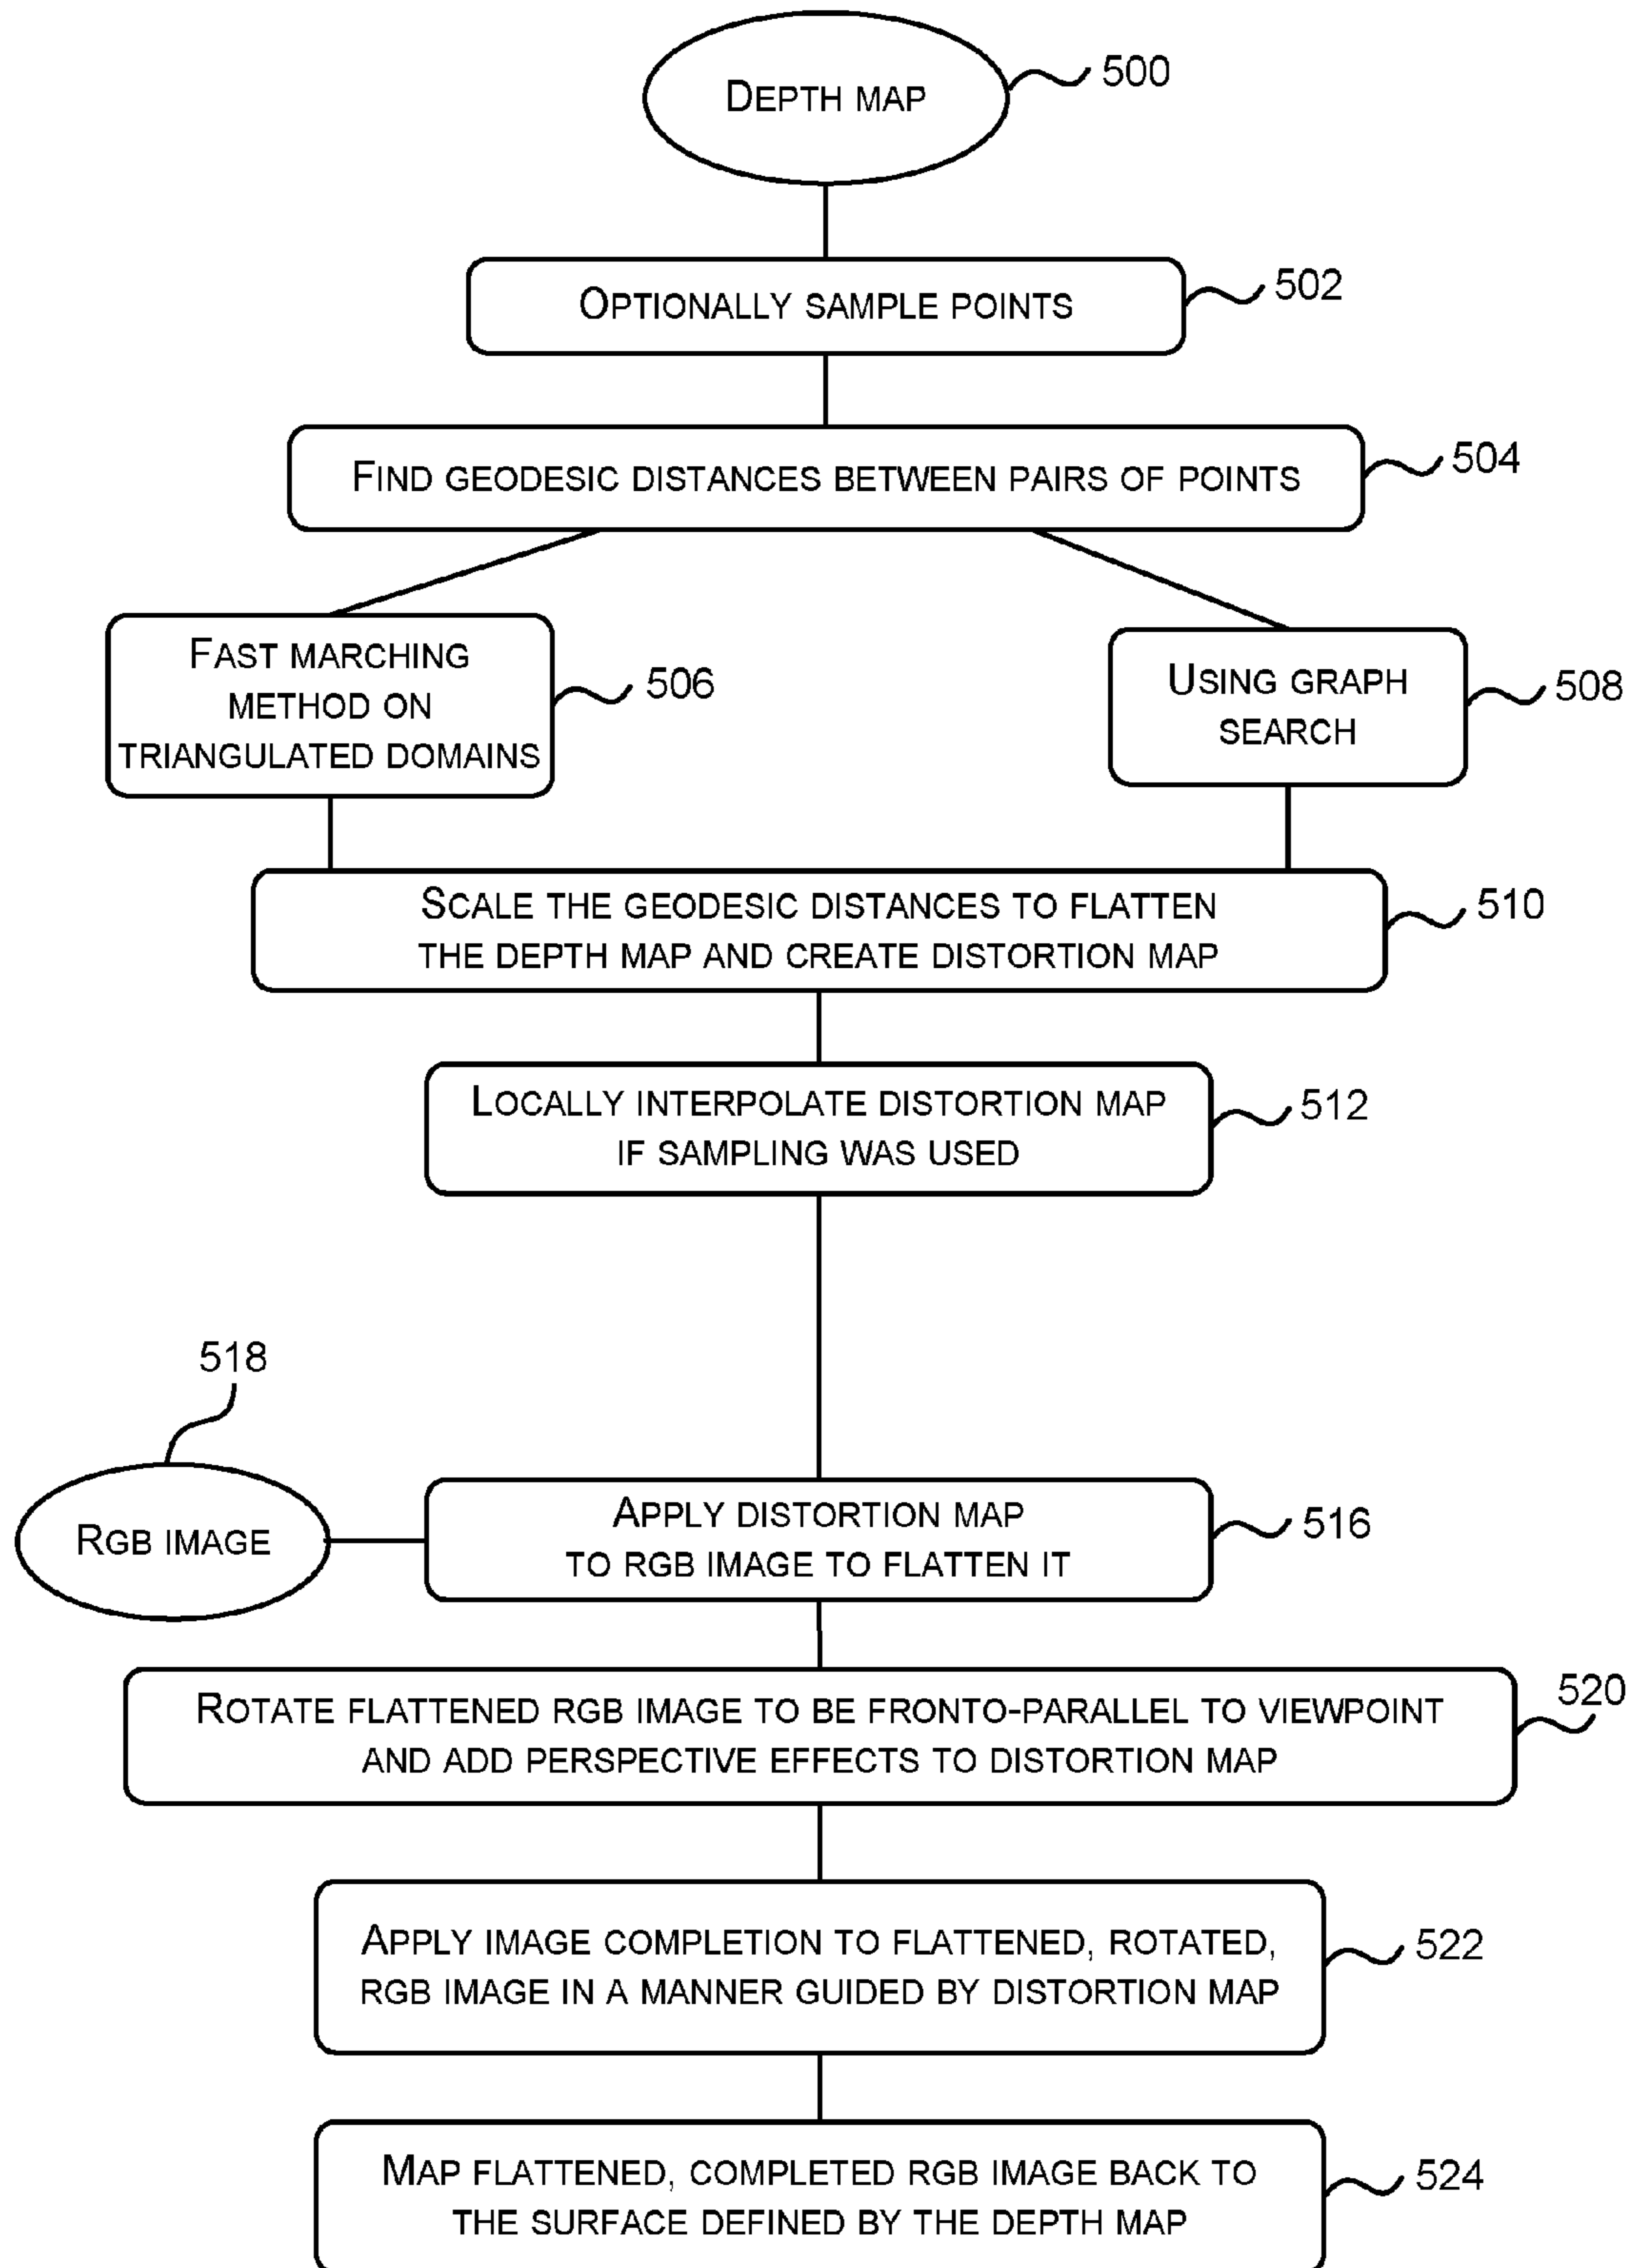 DEPTH MAP
500
OPTIONALLY SAMPLE POINTS
502
FIND GEODESIC DISTANCES BETWEEN PAIRS OF POINTS
504
FAST MARCHING
METHOD ON
TRIANGULATED DOMAINS
506
USING GRAPH
SEARCH
508
SCALE THE GEODESIC DISTANCES TO FLATTEN
THE DEPTH MAP AND CREATE DISTORTION MAP
510
LOCALLY INTERPOLATE DISTORTION MAP
IF SAMPLING WAS USED
512
518
RGB IMAGE
APPLY DISTORTION MAP
TO RGB IMAGE TO FLATTEN IT
516
ROTATE FLATTENED RGB IMAGE TO BE FRONTO-PARALLEL TO VIEWPOINT
AND ADD PERSPECTIVE EFFECTS TO DISTORTION MAP
520
APPLY IMAGE COMPLETION TO FLATTENED, ROTATED,
RGB IMAGE IN A MANNER GUIDED BY DISTORTION MAP
522
MAP FLATTENED, COMPLETED RGB IMAGE BACK TO
THE SURFACE DEFINED BY THE DEPTH MAP
524